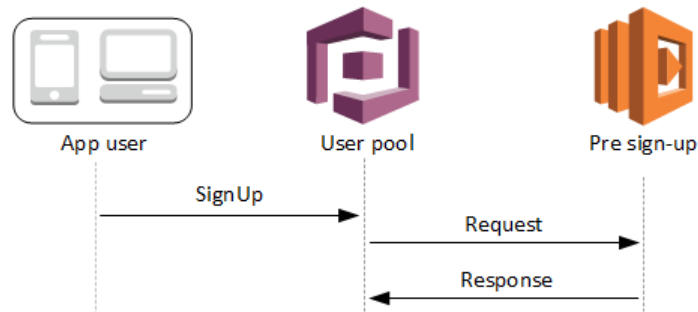 App user
User pool
Pre sign-up
SignUp
Request
Response